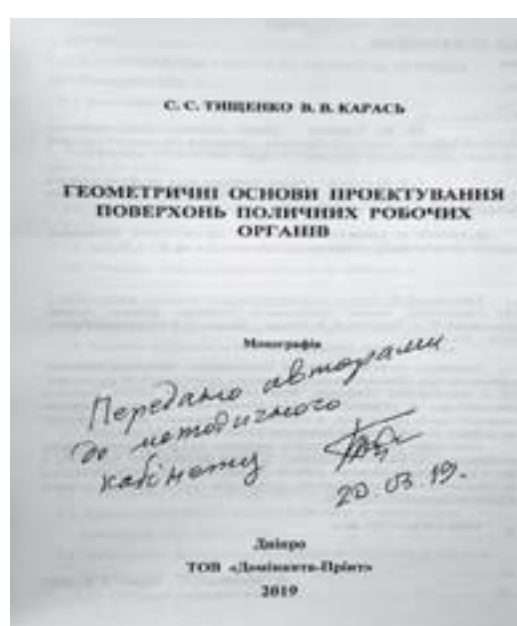 С. С. ТИЩЕНКО В. В. КАРАСЬ
ГЕОМЕТРИЧНІ ОСНОВИ ПРОЕКТУВАННЯ
ПОВЕРХОНЬ ПОЛИЧНИХ РОБОЧИХ
ОРГАНІВ
Монографія
Передано авторами
до методичного
кабінету
20.03.19.
Дніпро
ТОВ «Домінанта-Прінт»
2019